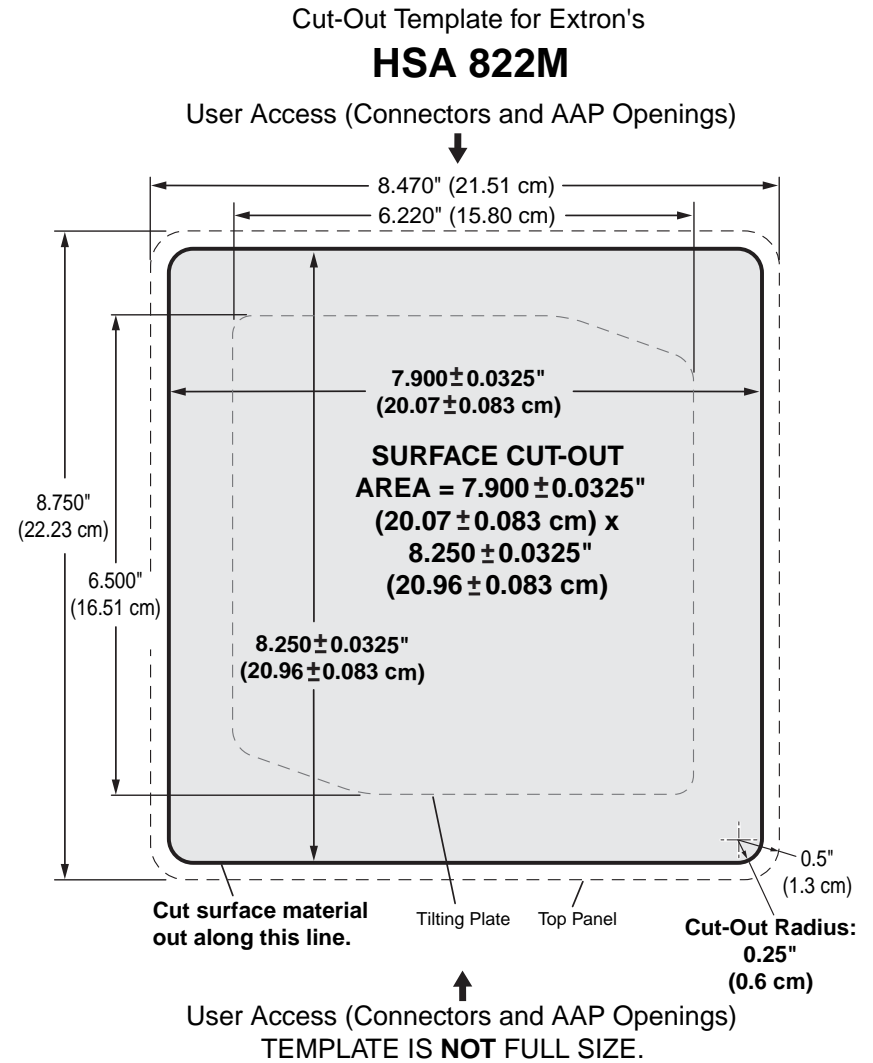 Cut-Out Template for Extron's
HSA 822M
User Access (Connectors and AAP Openings)
8.470" (21.51 cm)
6.220" (15.80 cm)
7.900±0.0325"
(20.07±0.083 cm)
SURFACE CUT-OUT
AREA = 7.900±0.0325"
(20.07±0.083 cm) x
8.250±0.0325"
(20.96±0.083 cm)
8.750"
(22.23 cm)
6.500"
(16.51 cm)
8.250±0.0325"
(20.96±0.083 cm)
0.5"
(1.3 cm)
Cut surface material
out along this line.
Tilting Plate
Top Panel
Cut-Out Radius:
0.25"
(0.6 cm)
User Access (Connectors and AAP Openings)
TEMPLATE IS NOT FULL SIZE.